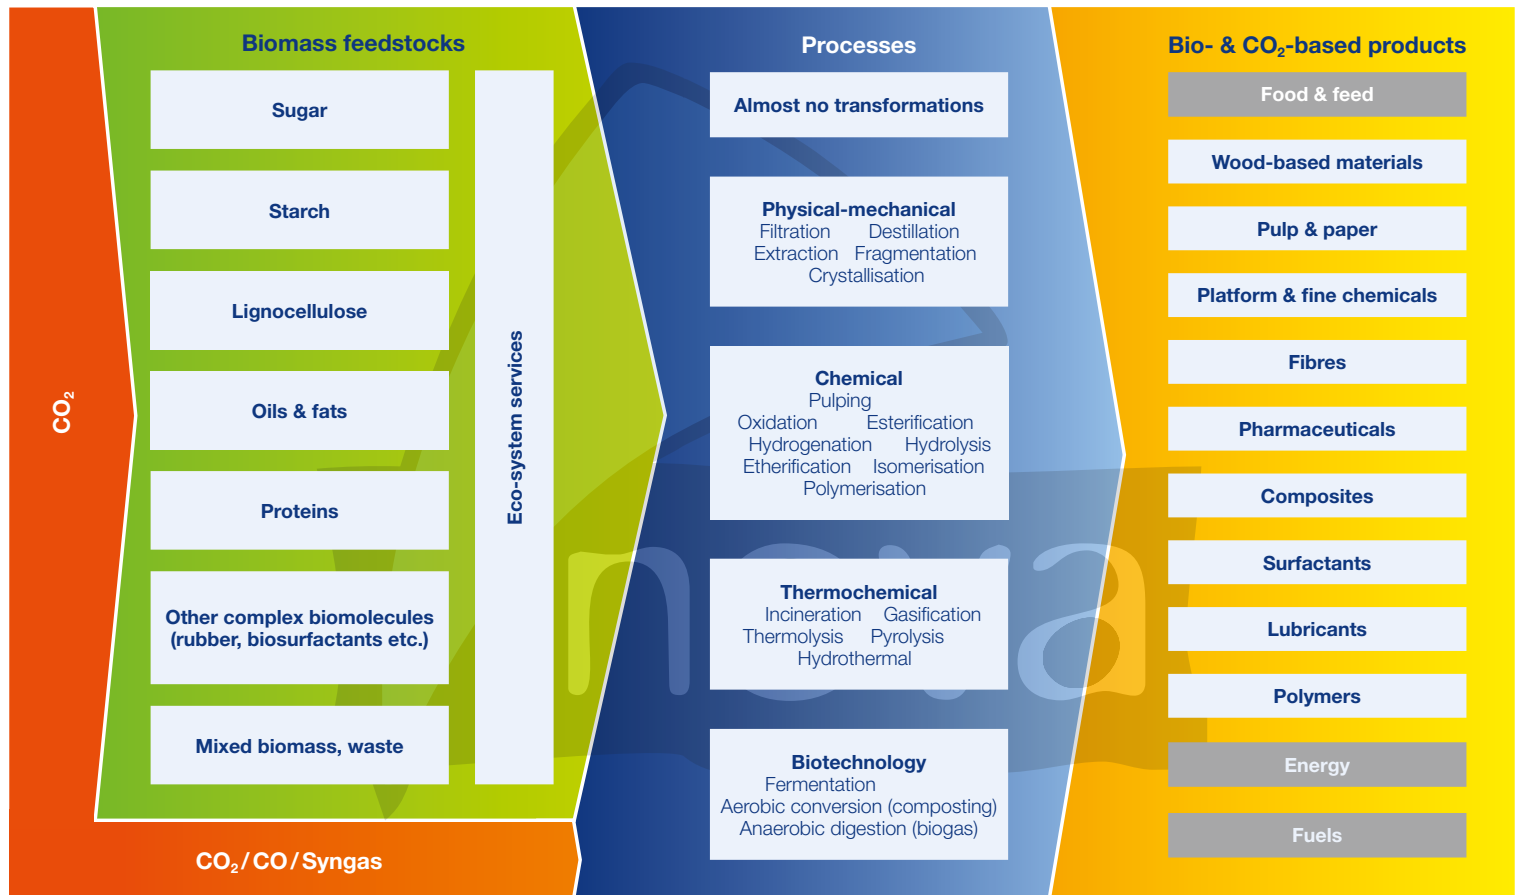 CO₂
Biomass feedstocks
Sugar
Starch
Lignocellulose
Oils & fats
Proteins
Other complex biomolecules
(rubber, biosurfactants etc.)
Mixed biomass, waste
Eco-system services
CO₂/CO/Syngas
Processes
Almost no transformations
Physical-mechanical
Filtration Destillation
Extraction Fragmentation
Crystallisation
Chemical
Pulping
Oxidation Esterification
Hydrogenation Hydrolysis
Etherification Isomerisation
Polymerisation
Thermochemical
Incineration Gasification
Thermolysis Pyrolysis
Hydrothermal
Biotechnology
Fermentation
Aerobic conversion (composting)
Anaerobic digestion (biogas)
Bio- & CO₂-based products
Food & feed
Wood-based materials
Pulp & paper
Platform & fine chemicals
Fibres
Pharmaceuticals
Composites
Surfactants
Lubricants
Polymers
Energy
Fuels
nova